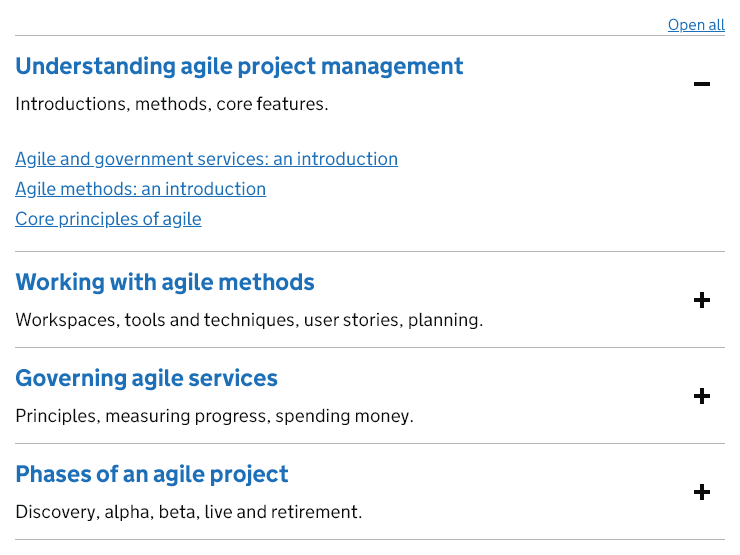 Open all
Understanding agile project management
Introductions, methods, core features.
Agile and government services: an introduction
Agile methods: an introduction
Core principles of agile
Working with agile methods
Workspaces, tools and techniques, user stories, planning.
Governing agile services
Principles, measuring progress, spending money.
Phases of an agile project
Discovery, alpha, beta, live and retirement.